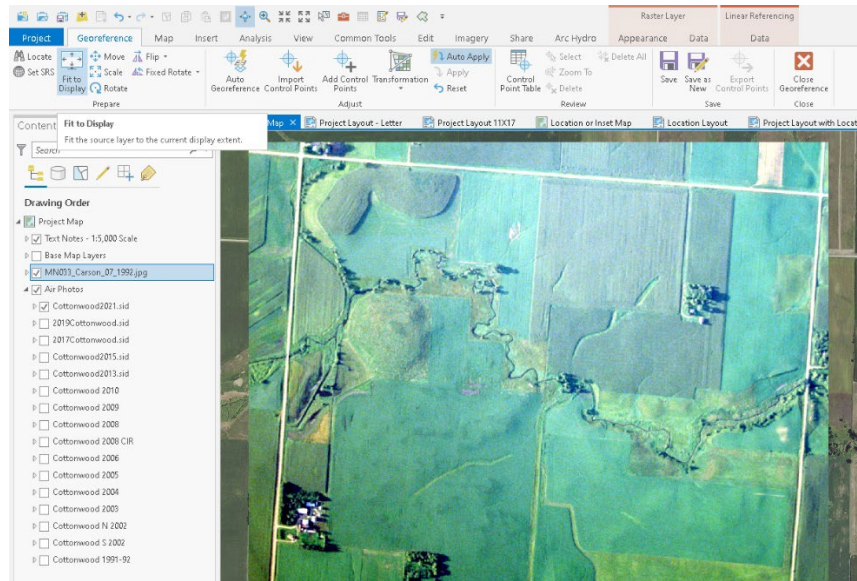 Raster Layer Linear Referencing
Project Georeference Map Insert Analysis View Common Tools Edit Imagery Share Arc Hydro Appearance Data Data
Locate Move Flip Auto Apply Select Delete All
Set SRS Scale Fixed Rotate Apply Zoom To
Fit to Display Rotate Auto Georeference Import Control Points Add Control Points Transformation Reset Control Point Table Delete Save Save as New Export Control Points Close Georeference
Prepare Adjust Review Save Close
Map Project Layout - Letter Project Layout 11X17 Location or Inset Map Location Layout Project Layout with Locat
Fit to Display
Fit the source layer to the current display extent.
Content
Search
Drawing Order
Project Map
Text Notes - 1:5,000 Scale
Base Map Layers
MN033_Carson_07_1992.jpg
Air Photos
Cottonwood2021.sid
2019Cottonwood.sid
2017Cottonwood.sid
Cottonwood2015.sid
Cottonwood2013.sid
Cottonwood 2010
Cottonwood 2009
Cottonwood 2008
Cottonwood 2008 CIR
Cottonwood 2006
Cottonwood 2005
Cottonwood 2004
Cottonwood 2003
Cottonwood N 2002
Cottonwood S 2002
Cottonwood 1991-92